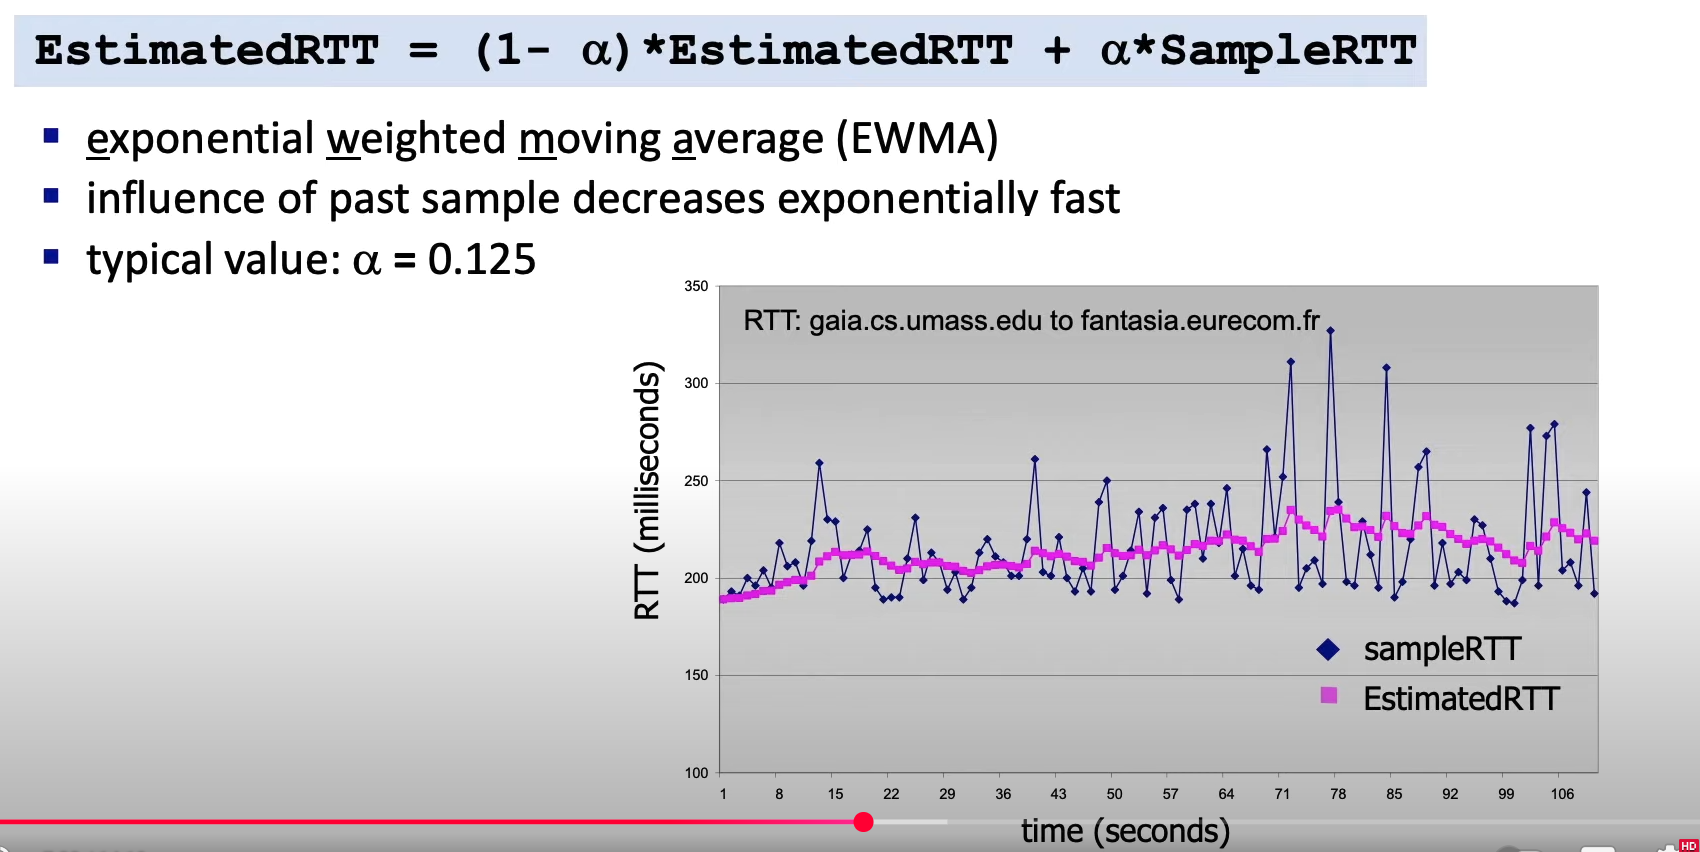 EstimatedRTT = (1- α)*EstimatedRTT + α*SampleRTT
▪ exponential weighted moving average (EWMA)
▪ influence of past sample decreases exponentially fast
▪ typical value: α = 0.125
RTT: gaia.cs.umass.edu to fantasia.eurecom.fr
RTT (milliseconds)
350
300
250
200
150
100
sampleRTT
EstimatedRTT
1 8 15 22 29 36 43 50 57 64 71 78 85 92 99 106
time (seconds)
HD